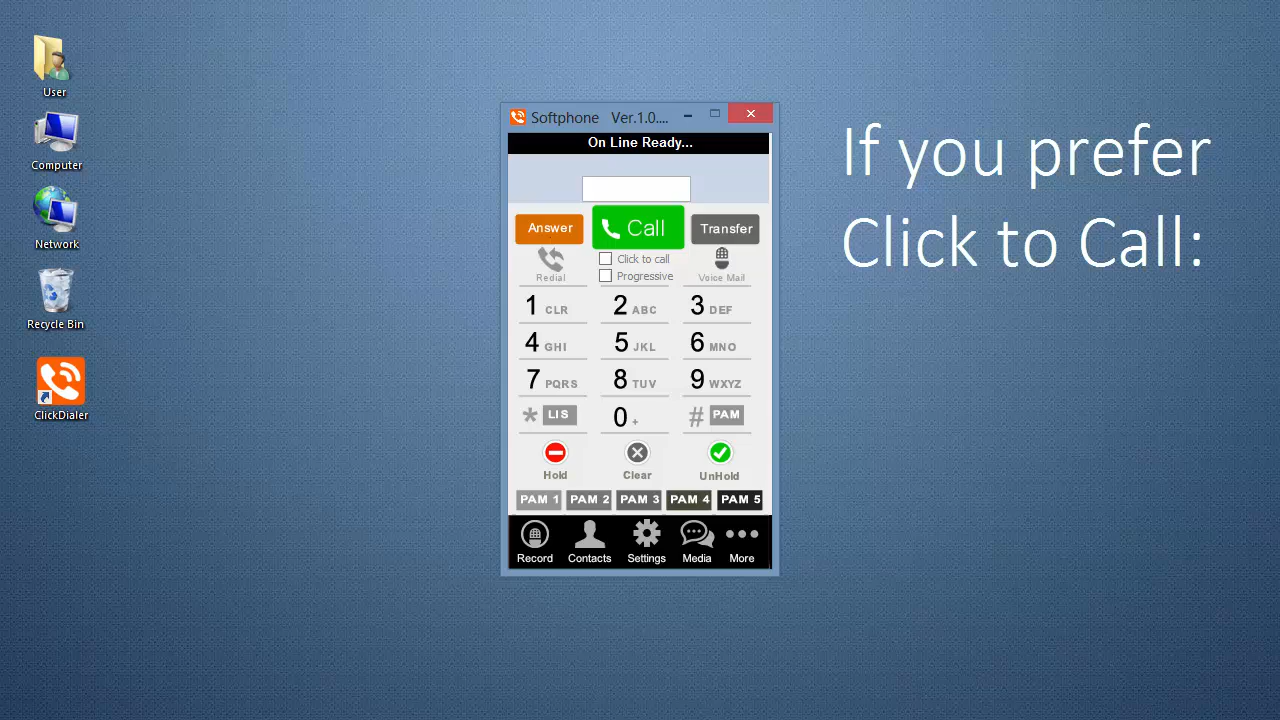 User
Computer
Network
Recycle Bin
ClickDialer
Softphone Ver.1.0....
On Line Ready...
Answer
Call
Transfer
Redial
Click to call
Progressive
Voice Mail
1 CLR
2 ABC
3 DEF
4 GHI
5 JKL
6 MNO
7 PQRS
8 TUV
9 WXYZ
* LIS
0 +
# PAM
Hold
Clear
UnHold
PAM 1
PAM 2
PAM 3
PAM 4
PAM 5
Record
Contacts
Settings
Media
More
If you prefer
Click to Call: